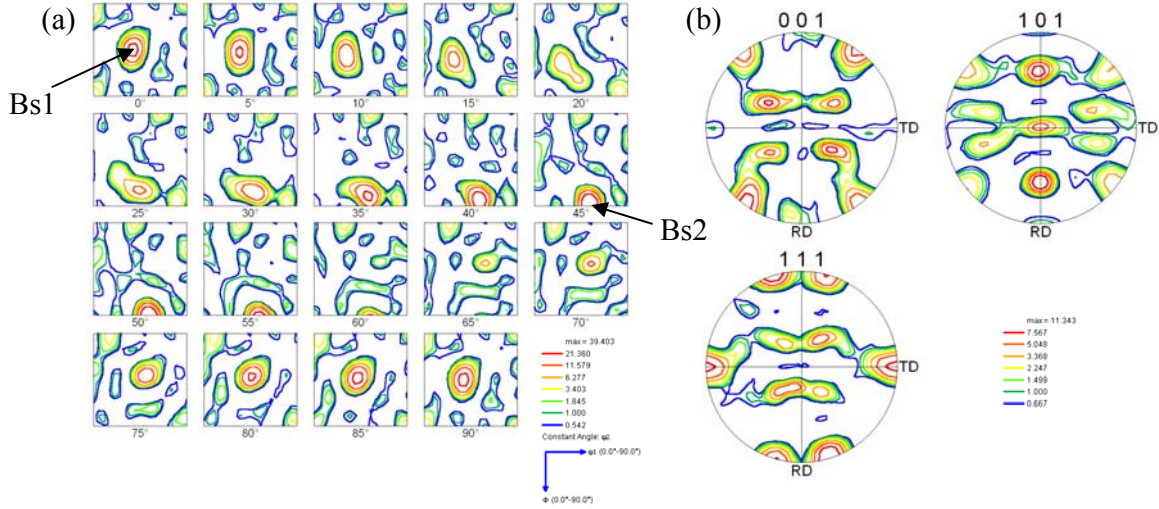 (a)
Bs1
0° 5° 10° 15° 20°
25° 30° 35° 40° 45°
Bs2
50° 55° 60° 65° 70°
75° 80° 85° 90°
max = 39.403
21.360
11.579
6.277
3.403
1.845
1.000
0.542
Constant Angle: φ2
φ1 (0.0°-90.0°)
Φ (0.0°-90.0°)
(b)
0 0 1
TD
RD
1 0 1
TD
RD
1 1 1
TD
RD
max = 11.343
7.567
5.048
3.368
2.247
1.499
1.000
0.667